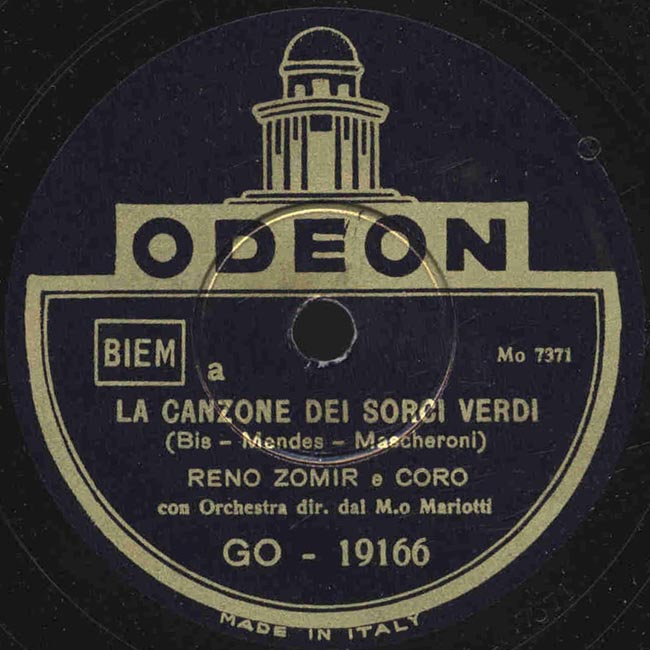 ODEON
BIEM
a
Mo 7371
LA CANZONE DEI SORCI VERDI
(Bis - Mendes - Mascheroni)
RENO ZOMIR e CORO
con Orchestra dir. dal M.o Mariotti
GO - 19166
MADE IN ITALY